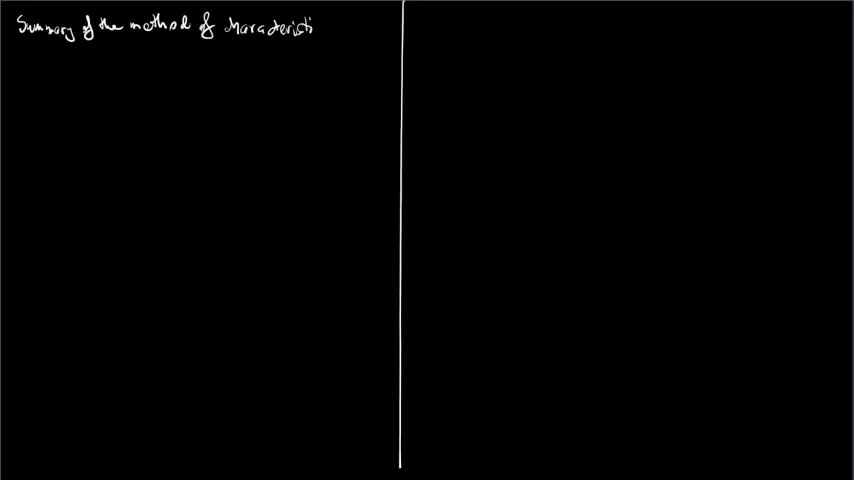 Summary of the method of characteristi